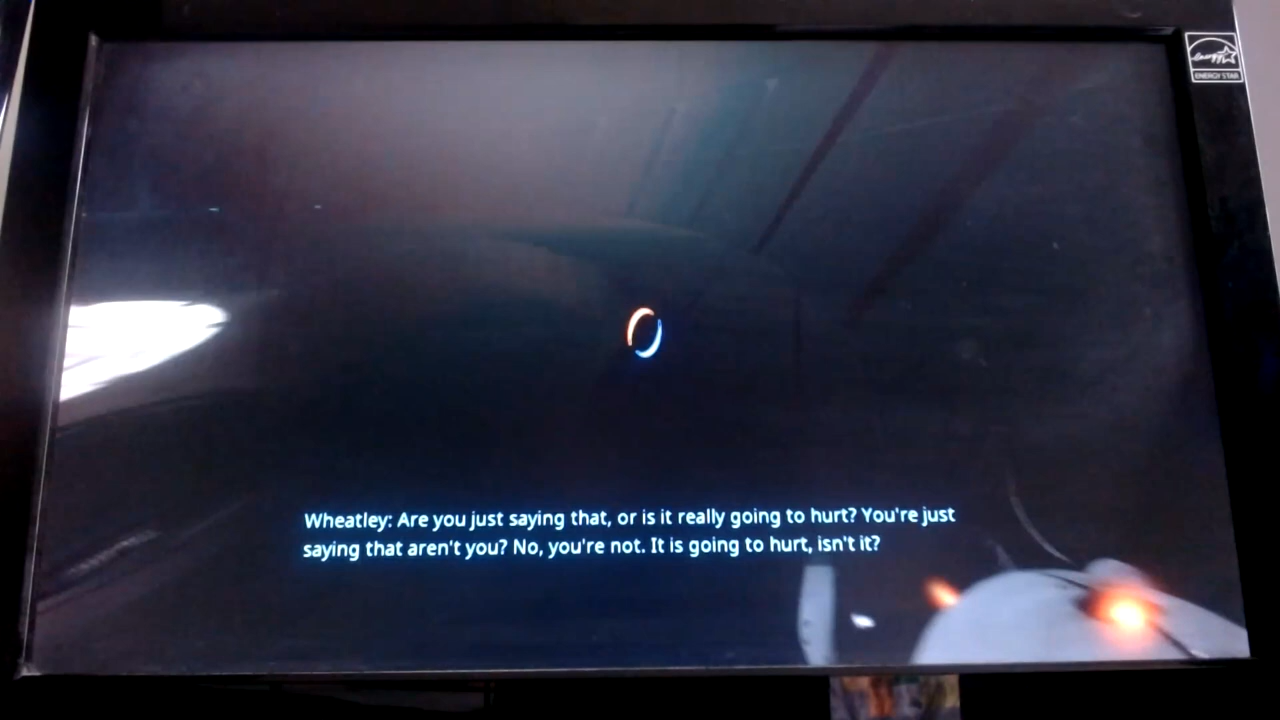 energy
ENERGY STAR
Wheatley: Are you just saying that, or is it really going to hurt? You're just
saying that aren't you? No, you're not. It is going to hurt, isn't it?